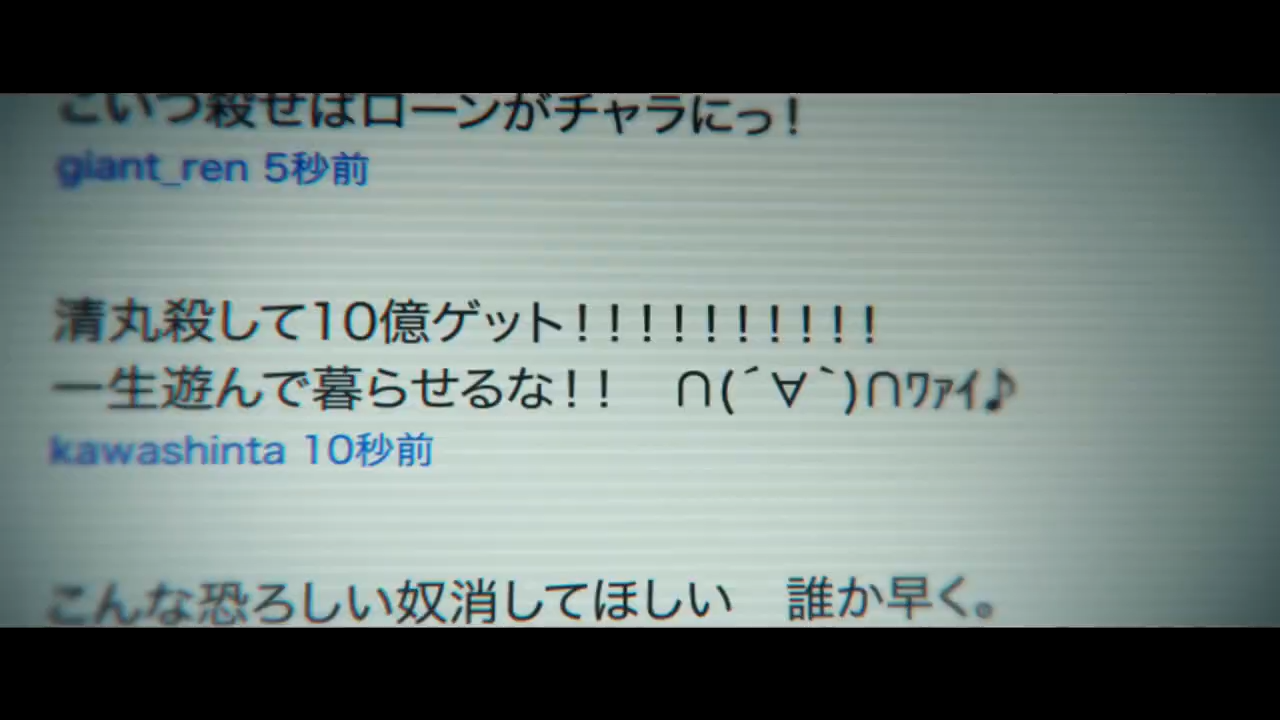 こいつ殺せばローンがチャラにっ！
giant_ren 5秒前
清丸殺して10億ゲット！！！！！！！！！！
一生遊んで暮らせるな！！　∩(´∀｀)∩ﾜｧｲ♪
kawashinta 10秒前
こんな恐ろしい奴消してほしい　誰か早く。